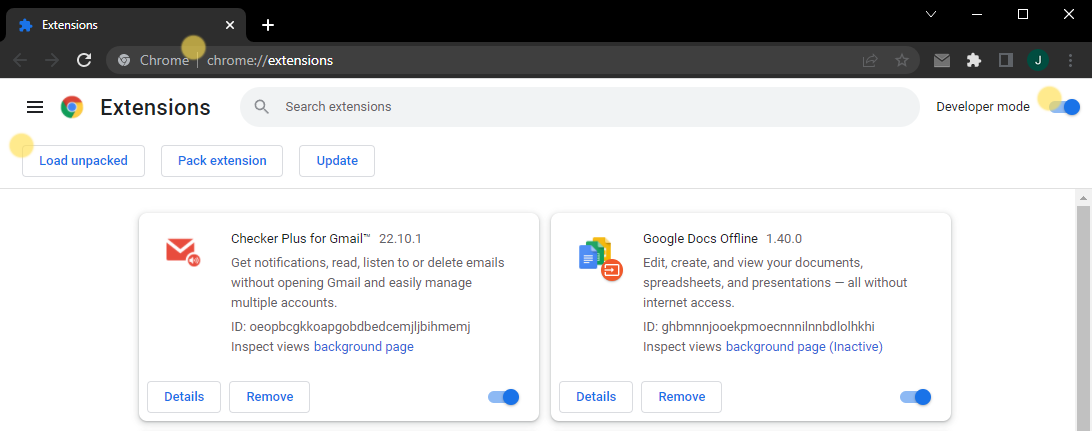 Extensions
Chrome | chrome://extensions
J
Extensions
Search extensions
Developer mode
Load unpacked
Pack extension
Update
Checker Plus for Gmail™ 22.10.1
Get notifications, read, listen to or delete emails
without opening Gmail and easily manage
multiple accounts.
ID: oeopbcgkkoapgobdbedcemjljbihmemj
Inspect views background page
Details
Remove
Google Docs Offline 1.40.0
Edit, create, and view your documents,
spreadsheets, and presentations — all without
internet access.
ID: ghbmnnjooekpmoecnnnilnnbdlolhkhi
Inspect views background page (Inactive)
Details
Remove